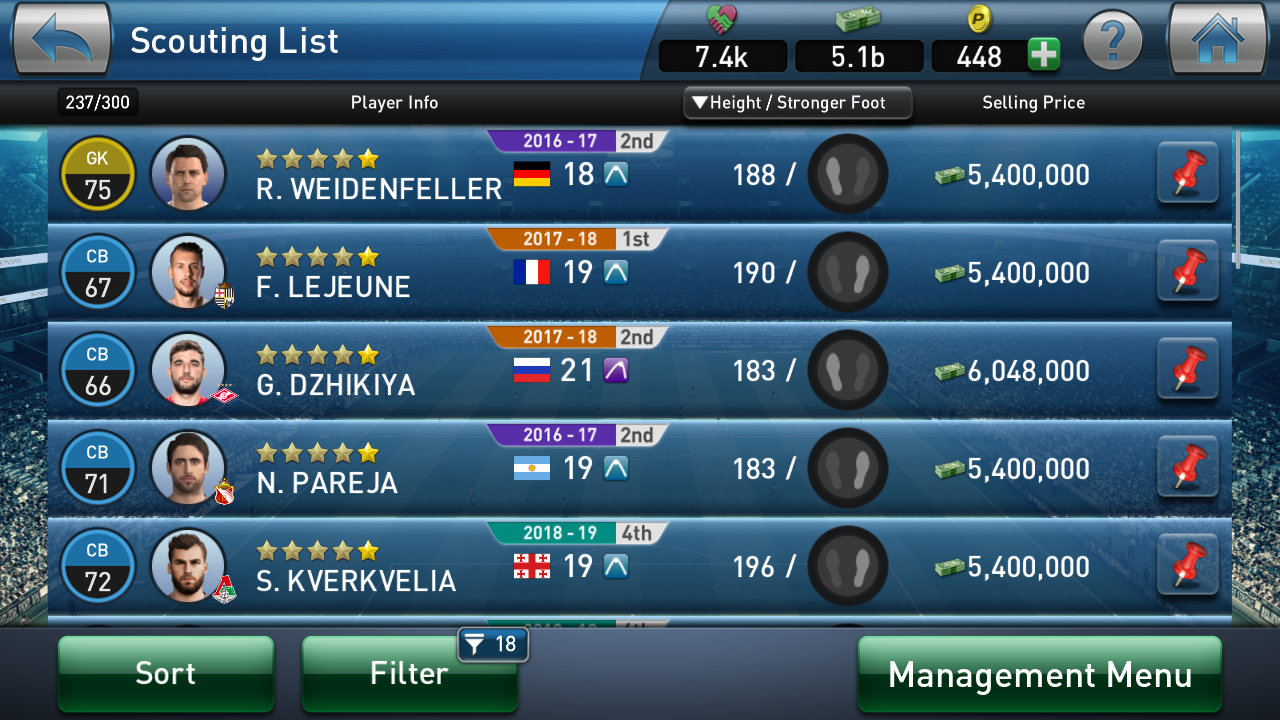 Scouting List
7.4k
5.1b
P
448
?
237/300
Player Info
▼Height / Stronger Foot
Selling Price
GK
75
R. WEIDENFELLER
2016 - 17 2nd
18
188 /
5,400,000
CB
67
F. LEJEUNE
2017 - 18 1st
19
190 /
5,400,000
CB
66
G. DZHIKIYA
2017 - 18 2nd
21
183 /
6,048,000
CB
71
N. PAREJA
2016 - 17 2nd
19
183 /
5,400,000
CB
72
S. KVERKVELIA
2018 - 19 4th
19
196 /
5,400,000
Sort
Filter
18
Management Menu